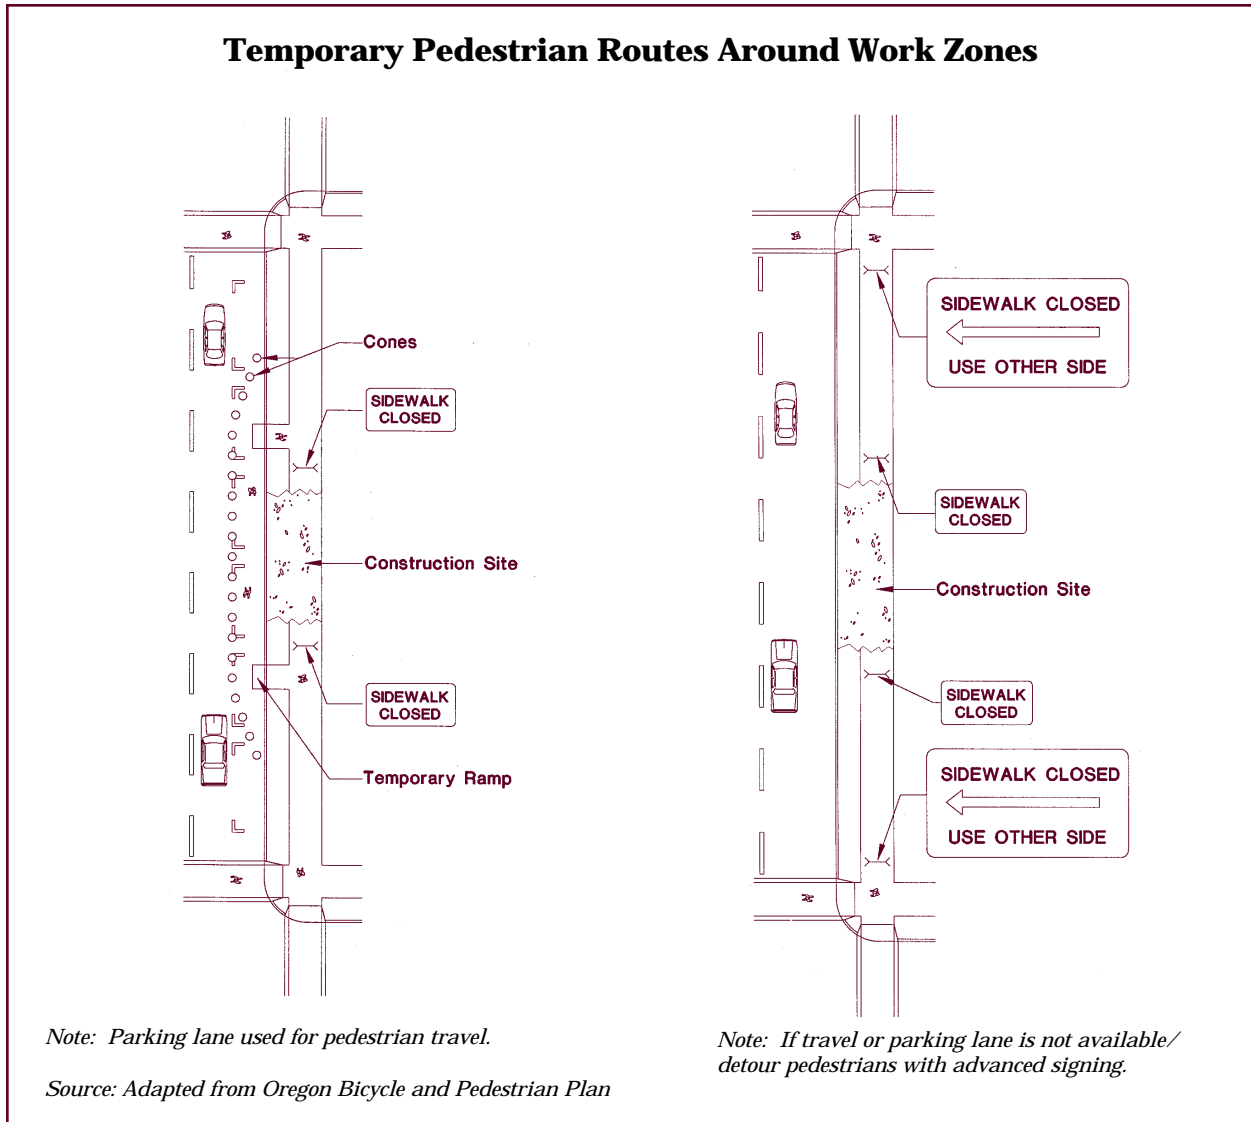 Temporary Pedestrian Routes Around Work Zones
Cones
SIDEWALK
CLOSED
Construction Site
SIDEWALK
CLOSED
Temporary Ramp
Note: Parking lane used for pedestrian travel.
Source: Adapted from Oregon Bicycle and Pedestrian Plan
SIDEWALK CLOSED
USE OTHER SIDE
SIDEWALK
CLOSED
Construction Site
SIDEWALK
CLOSED
SIDEWALK CLOSED
USE OTHER SIDE
Note: If travel or parking lane is not available/
detour pedestrians with advanced signing.